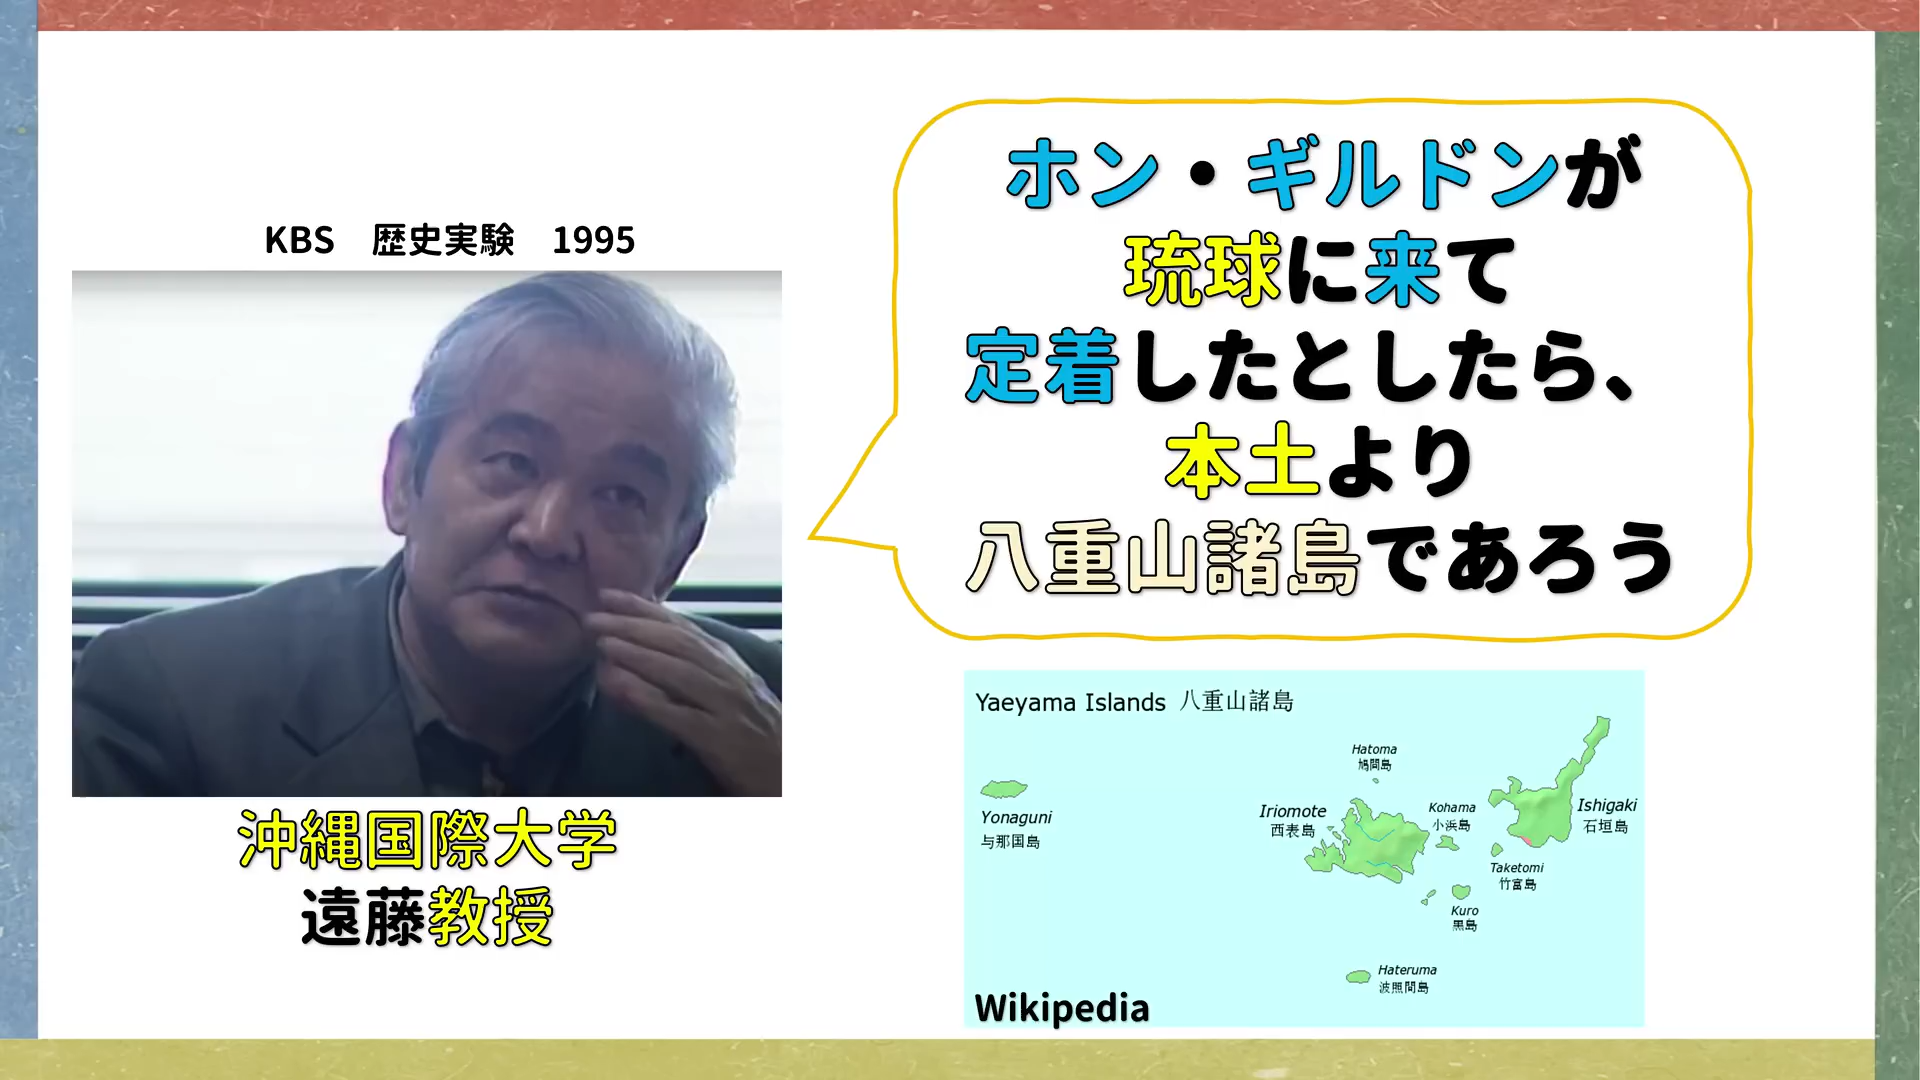 KBS 歴史実験 1995
沖縄国際大学
遠藤教授
ホン・ギルドンが
琉球に来て
定着したとしたら、
本土より
八重山諸島であろう
Yaeyama Islands 八重山諸島
Hatoma
鳩間島
Yonaguni
与那国島
Iriomote
西表島
Kohama
小浜島
Ishigaki
石垣島
Taketomi
竹富島
Kuro
黒島
Hateruma
波照間島
Wikipedia